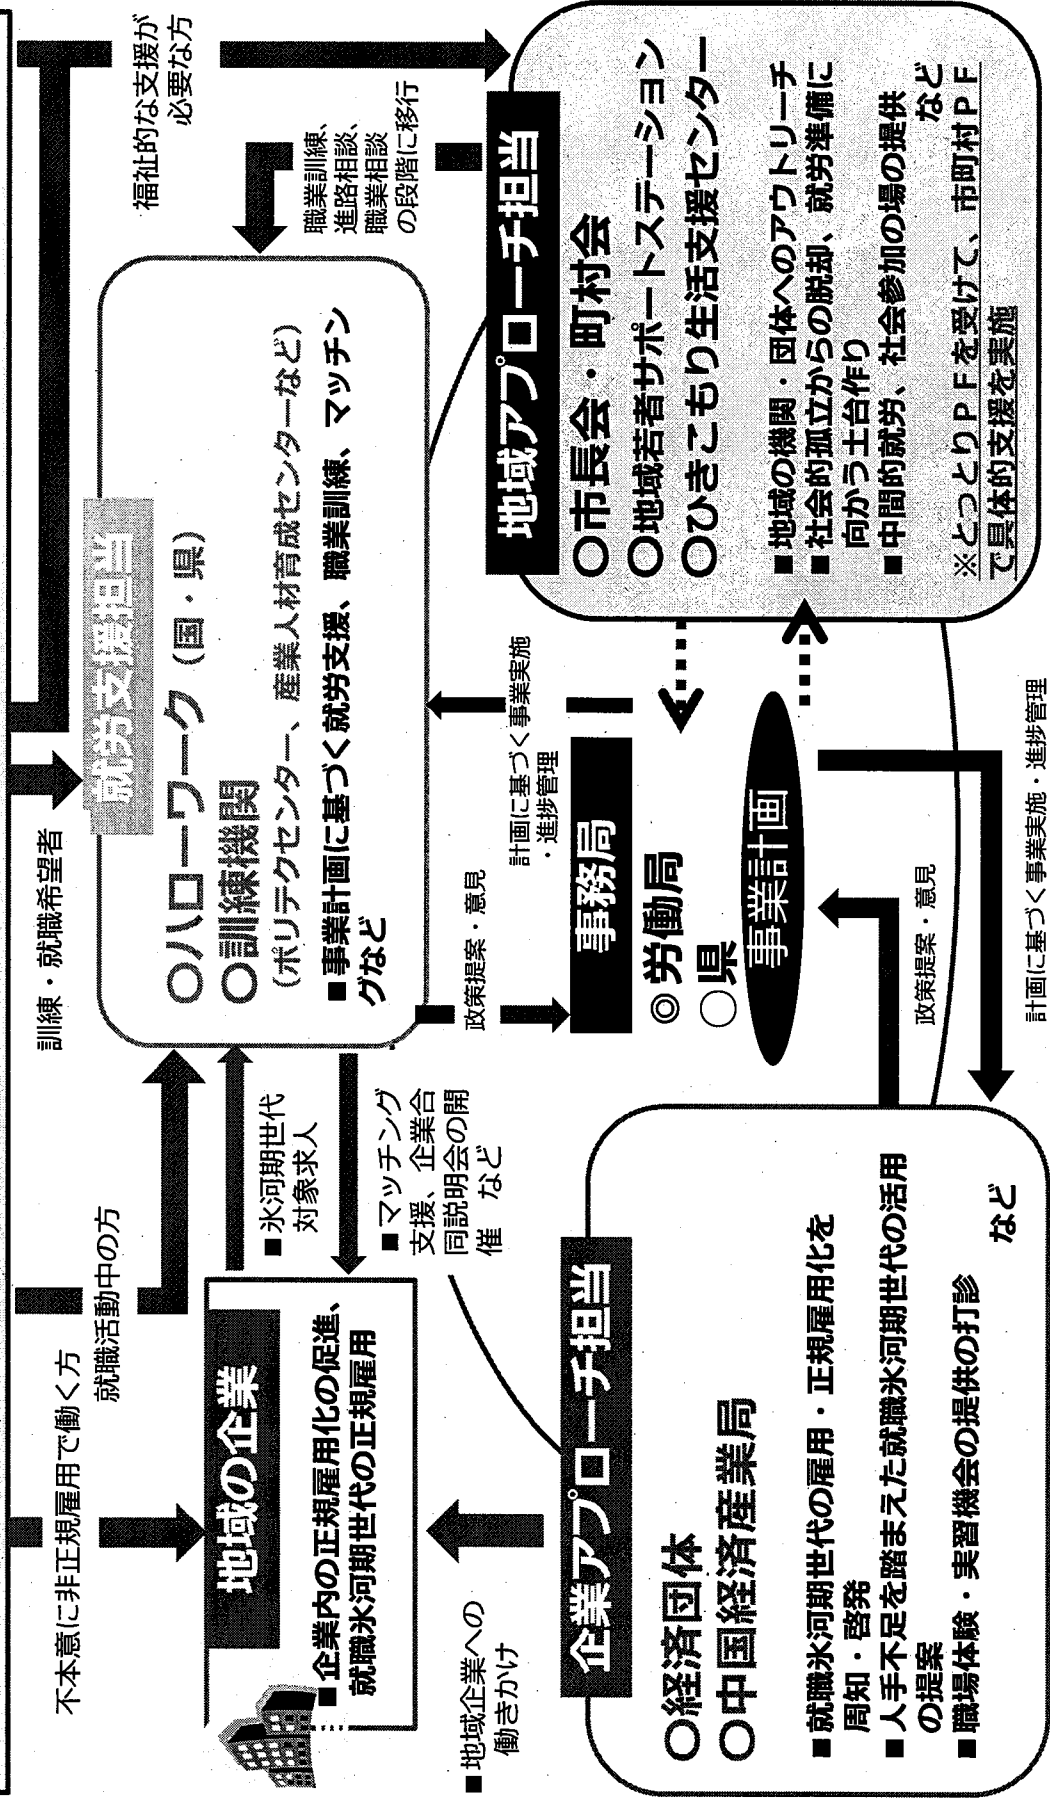 不本意に非正規雇用で働く方
就職活動中の方
訓練・就職希望者
福祉的な支援が
必要な方
地域の企業
■企業内の正規雇用化の促進、
就職氷河期世代の正規雇用
■氷河期世代
対象求人
■マッチング
支援、企業合
同説明会の開
催 など
就労支援担当
○ハローワーク（国・県）
○訓練機関
（ポリテクセンター、産業人材育成センターなど）
■事業計画に基づく就労支援、職業訓練、マッチン
グなど
職業訓練、
進路相談、
職業相談
の段階に移行
■地域企業への
働きかけ
政策提案・意見
計画に基づく事業実施
・進捗管理
事務局
◎労働局
○県
事業計画
企業アプローチ担当
○経済団体
○中国経済産業局
■就職氷河期世代の雇用・正規雇用化を
周知・啓発
■人手不足を踏まえた就職氷河期世代の活用
の提案
■職場体験・実習機会の提供の打診
など
政策提案・意見
計画に基づく事業実施・進捗管理
地域アプローチ担当
○市長会・町村会
○地域若者サポートステーション
○ひきこもり生活支援センター
■地域の機関・団体へのアウトリーチ
■社会的孤立からの脱却、就労準備に
向かう土台作り
■中間的就労、社会参加の場の提供
など
※とっとりＰＦを受けて、市町村ＰＦ
で具体的支援を実施